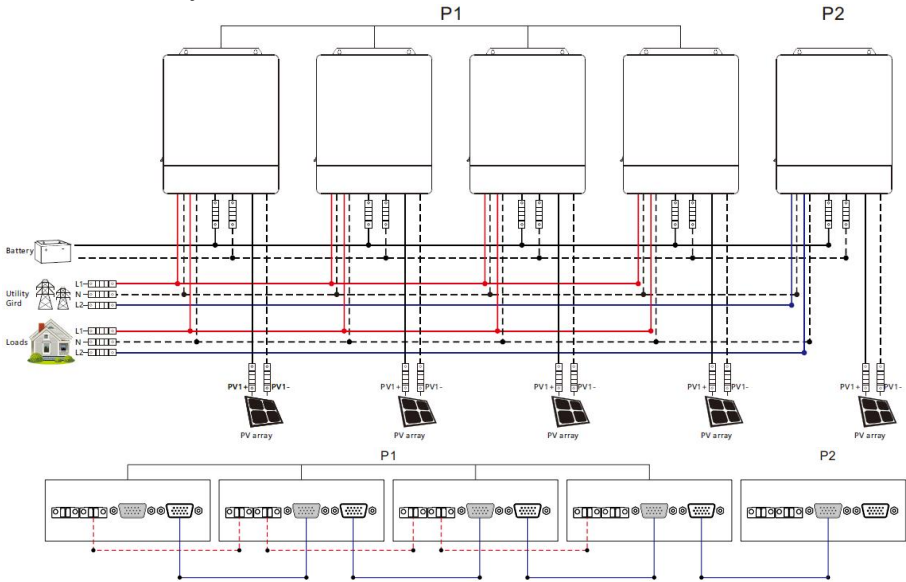 P1 P2
Battery
L1
Utility N
Gird L2
L1
Loads N
L2
PV1+ PV1- PV1+ PV1- PV1+ PV1- PV1+ PV1- PV1+ PV1-
PV array PV array PV array PV array PV array
P1 P2